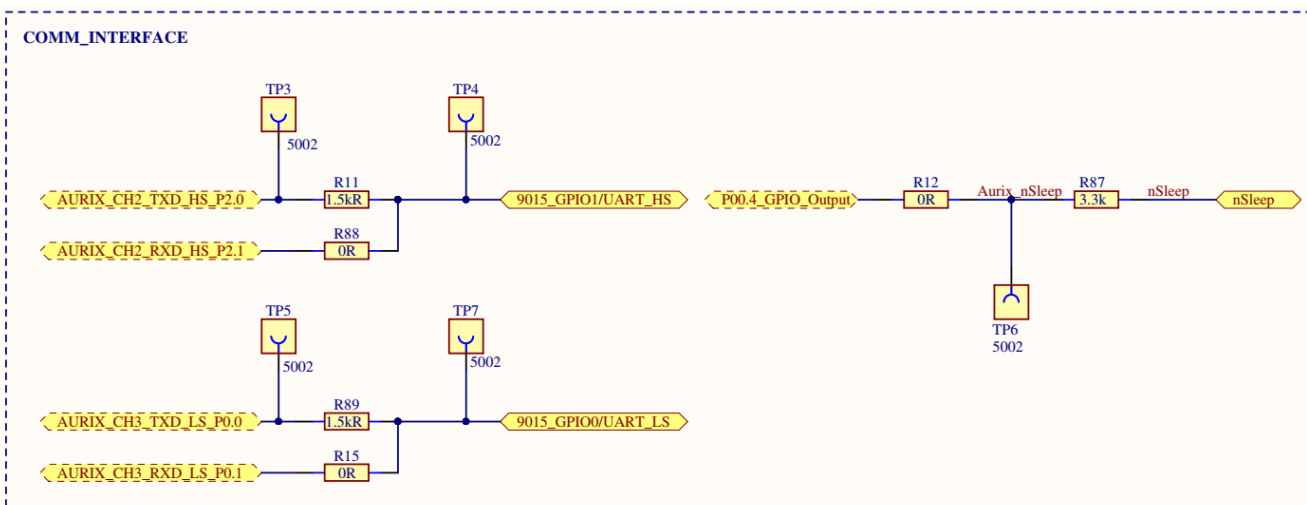 COMM_INTERFACE
TP3
5002
TP4
5002
AURIX_CH2_TXD_HS_P2.0
R11
1.5kR
9015_GPIO1/UART_HS
AURIX_CH2_RXD_HS_P2.1
R88
0R
P00.4_GPIO_Output
R12
0R
Aurix_nSleep
R87
3.3k
nSleep
nSleep
TP6
5002
TP5
5002
TP7
5002
AURIX_CH3_TXD_LS_P0.0
R89
1.5kR
9015_GPIO0/UART_LS
AURIX_CH3_RXD_LS_P0.1
R15
0R